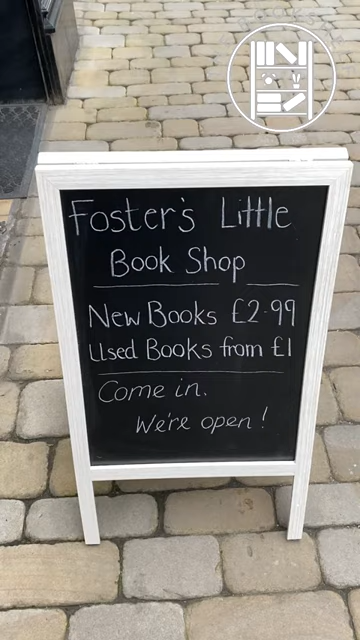 Foster's Little
Book Shop
New Books £2.99
Used Books from £1
Come in.
We're open!